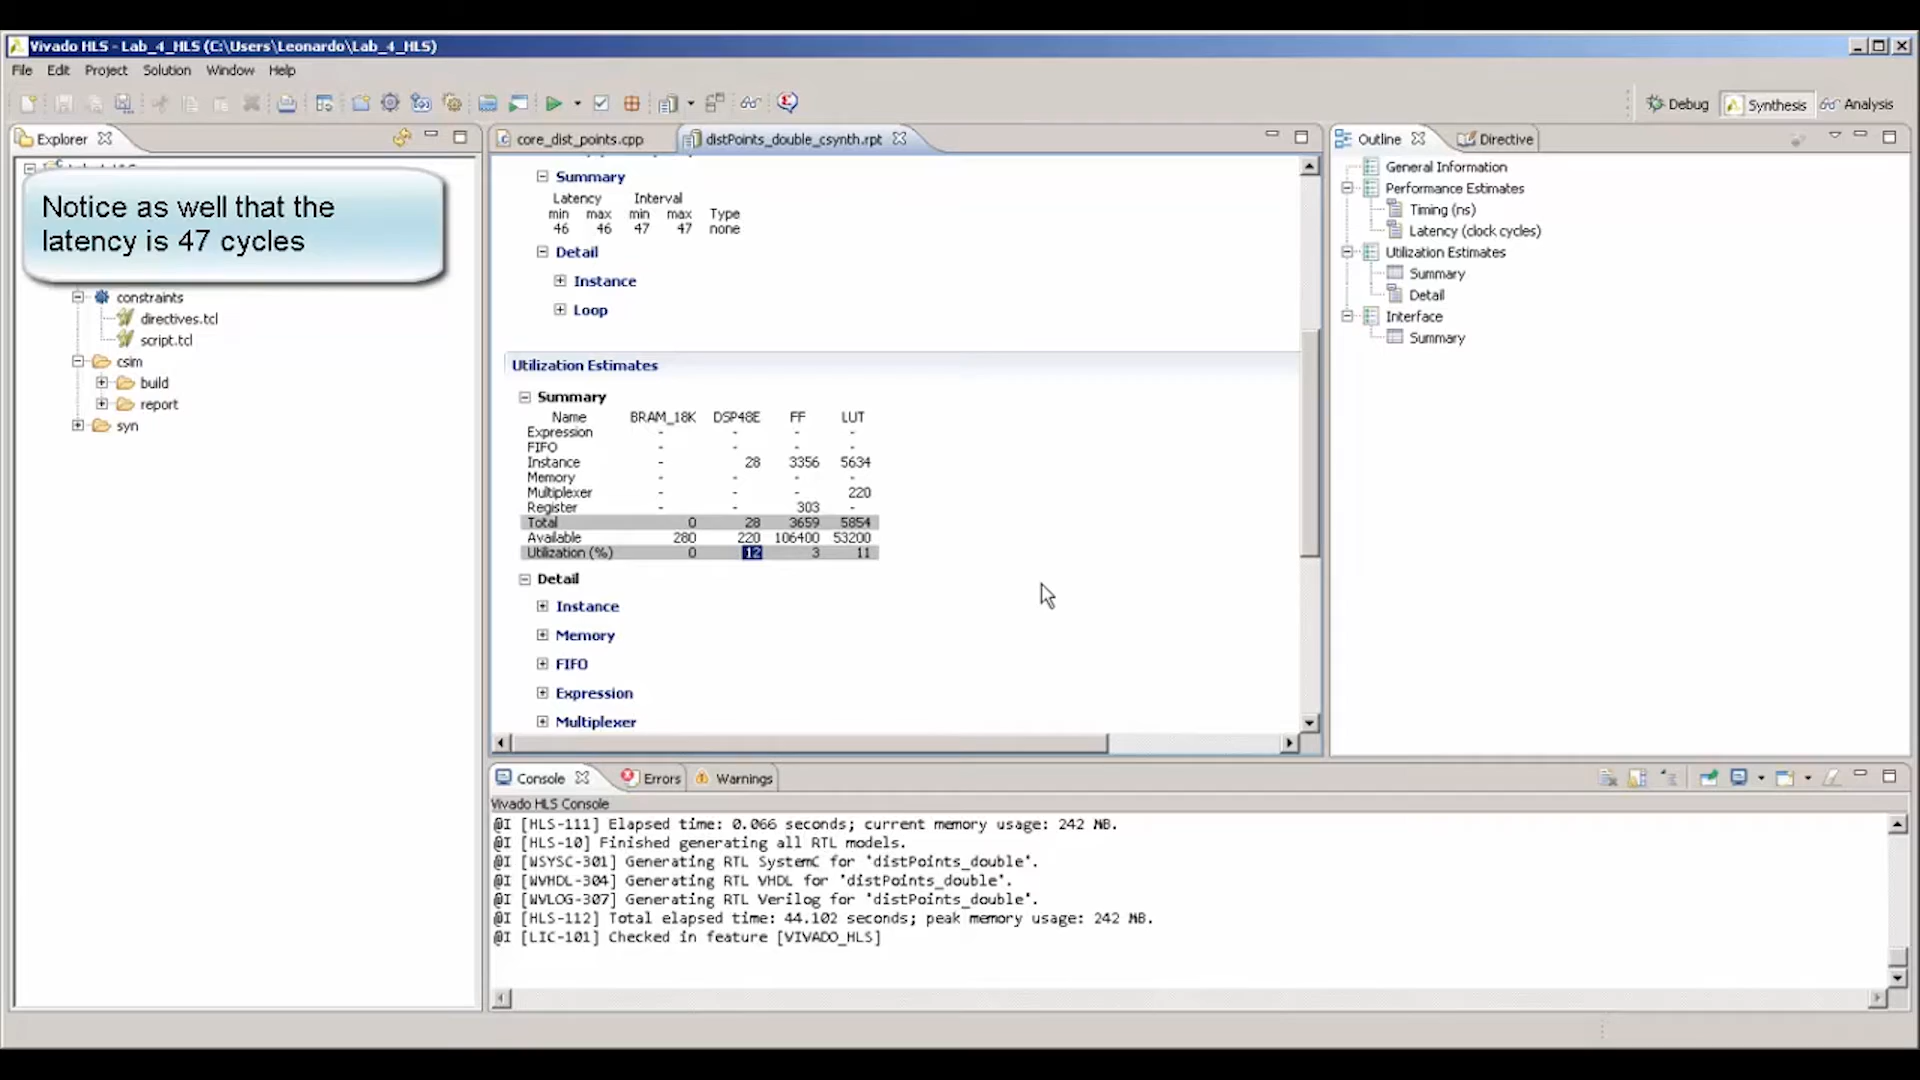 Vivado HLS - Lab_4_HLS (C:\Users\Leonardo\Lab_4_HLS)
File Edit Project Solution Window Help
Debug Synthesis Analysis
Explorer
Notice as well that the
latency is 47 cycles
constraints
directives.tcl
script.tcl
csim
build
report
syn
core_dist_points.cpp distPoints_double_csynth.rpt
Summary
Latency Interval
min max min max Type
46 46 47 47 none
Detail
Instance
Loop
Utilization Estimates
Summary
Name BRAM_18K DSP48E FF LUT
Expression - - - -
FIFO - - - -
Instance - 28 3356 5634
Memory - - - -
Multiplexer - - - 220
Register - - 303 -
Total 0 28 3659 5854
Available 280 220 106400 53200
Utilization (%) 0 12 3 11
Detail
Instance
Memory
FIFO
Expression
Multiplexer
Outline Directive
General Information
Performance Estimates
Timing (ns)
Latency (clock cycles)
Utilization Estimates
Summary
Detail
Interface
Summary
Console Errors Warnings
Vivado HLS Console
@I [HLS-111] Elapsed time: 0.066 seconds; current memory usage: 242 MB.
@I [HLS-10] Finished generating all RTL models.
@I [WSYSC-301] Generating RTL SystemC for 'distPoints_double'.
@I [WVHDL-304] Generating RTL VHDL for 'distPoints_double'.
@I [WVLOG-307] Generating RTL Verilog for 'distPoints_double'.
@I [HLS-112] Total elapsed time: 44.102 seconds; peak memory usage: 242 MB.
@I [LIC-101] Checked in feature [VIVADO_HLS]